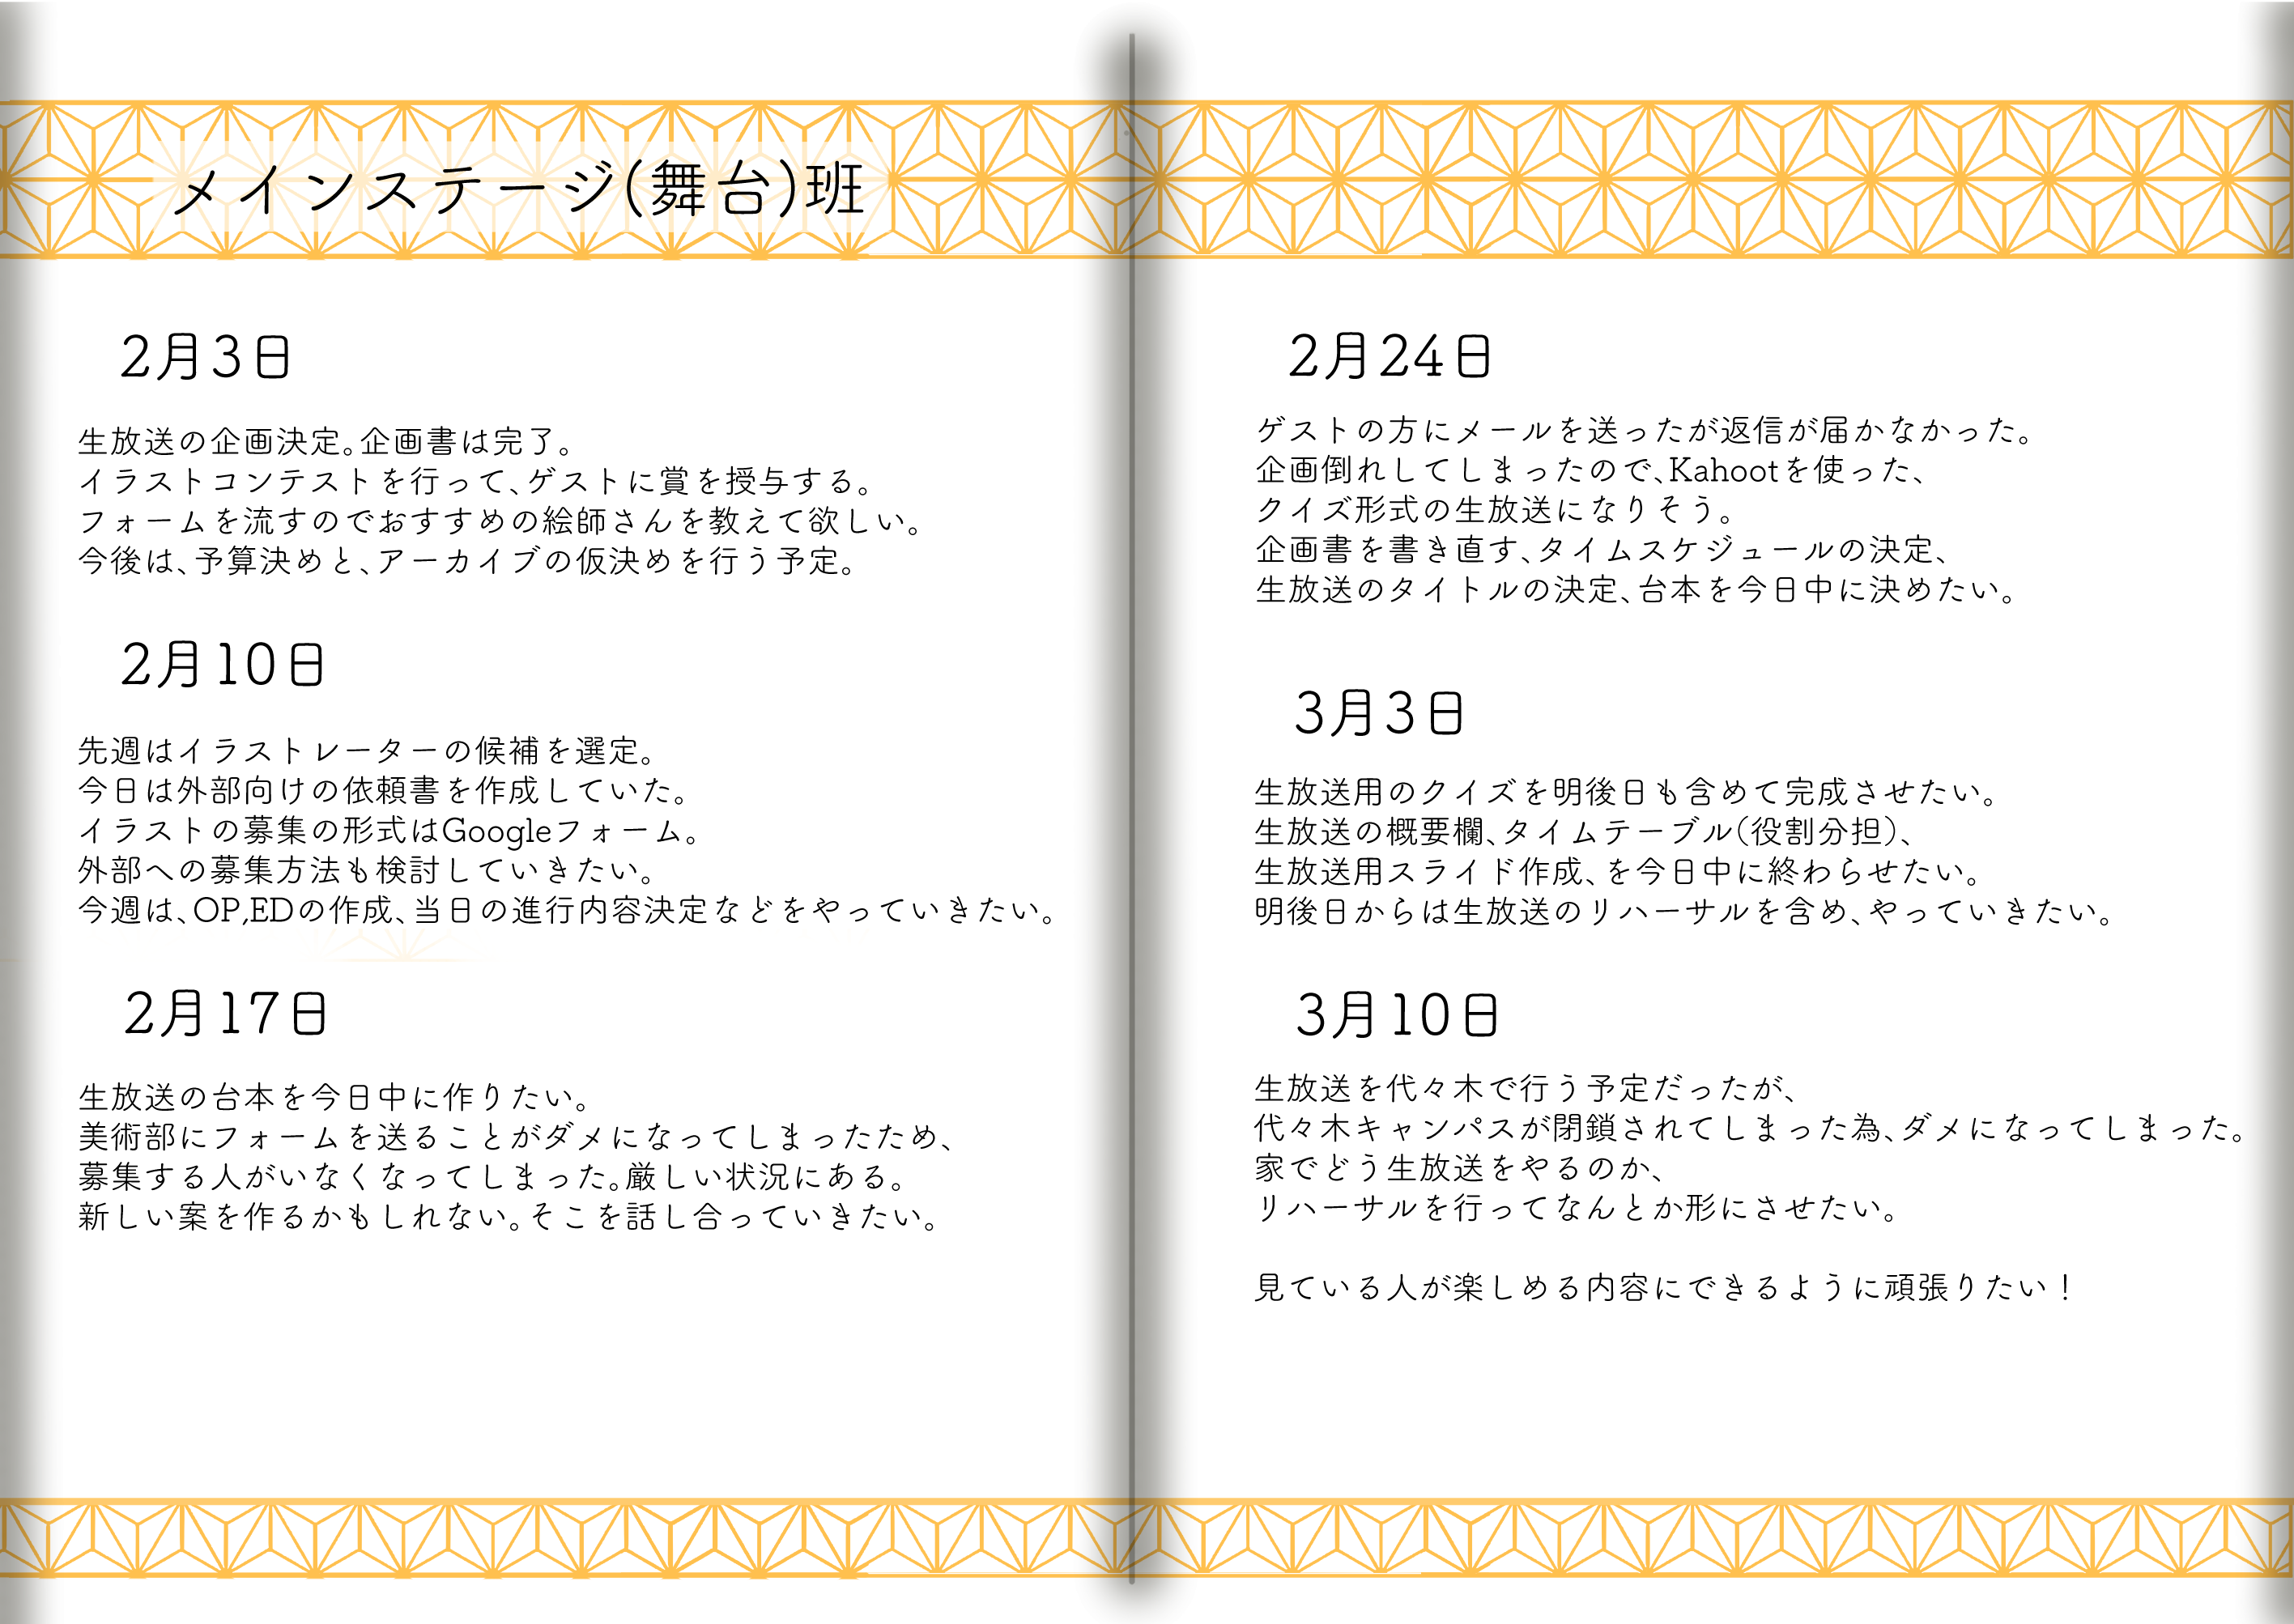 メインステージ(舞台)班
2月3日
生放送の企画決定。企画書は完了。
イラストコンテストを行って、ゲストに賞を授与する。
フォームを流すのでおすすめの絵師さんを教えて欲しい。
今後は、予算決めと、アーカイブの仮決めを行う予定。
2月10日
先週はイラストレーターの候補を選定。
今日は外部向けの依頼書を作成していた。
イラストの募集の形式はGoogleフォーム。
外部への募集方法も検討していきたい。
今週は、OP,EDの作成、当日の進行内容決定などをやっていきたい。
2月17日
生放送の台本を今日中に作りたい。
美術部にフォームを送ることがダメになってしまったため、
募集する人がいなくなってしまった。厳しい状況にある。
新しい案を作るかもしれない。そこを話し合っていきたい。
2月24日
ゲストの方にメールを送ったが返信が届かなかった。
企画倒れしてしまったので、Kahootを使った、
クイズ形式の生放送になりそう。
企画書を書き直す、タイムスケジュールの決定、
生放送のタイトルの決定、台本を今日中に決めたい。
3月3日
生放送用のクイズを明後日も含めて完成させたい。
生放送の概要欄、タイムテーブル(役割分担)、
生放送用スライド作成、を今日中に終わらせたい。
明後日からは生放送のリハーサルを含め、やっていきたい。
3月10日
生放送を代々木で行う予定だったが、
代々木キャンパスが閉鎖されてしまった為、ダメになってしまった。
家でどう生放送をやるのか、
リハーサルを行ってなんとか形にさせたい。
見ている人が楽しめる内容にできるように頑張りたい！